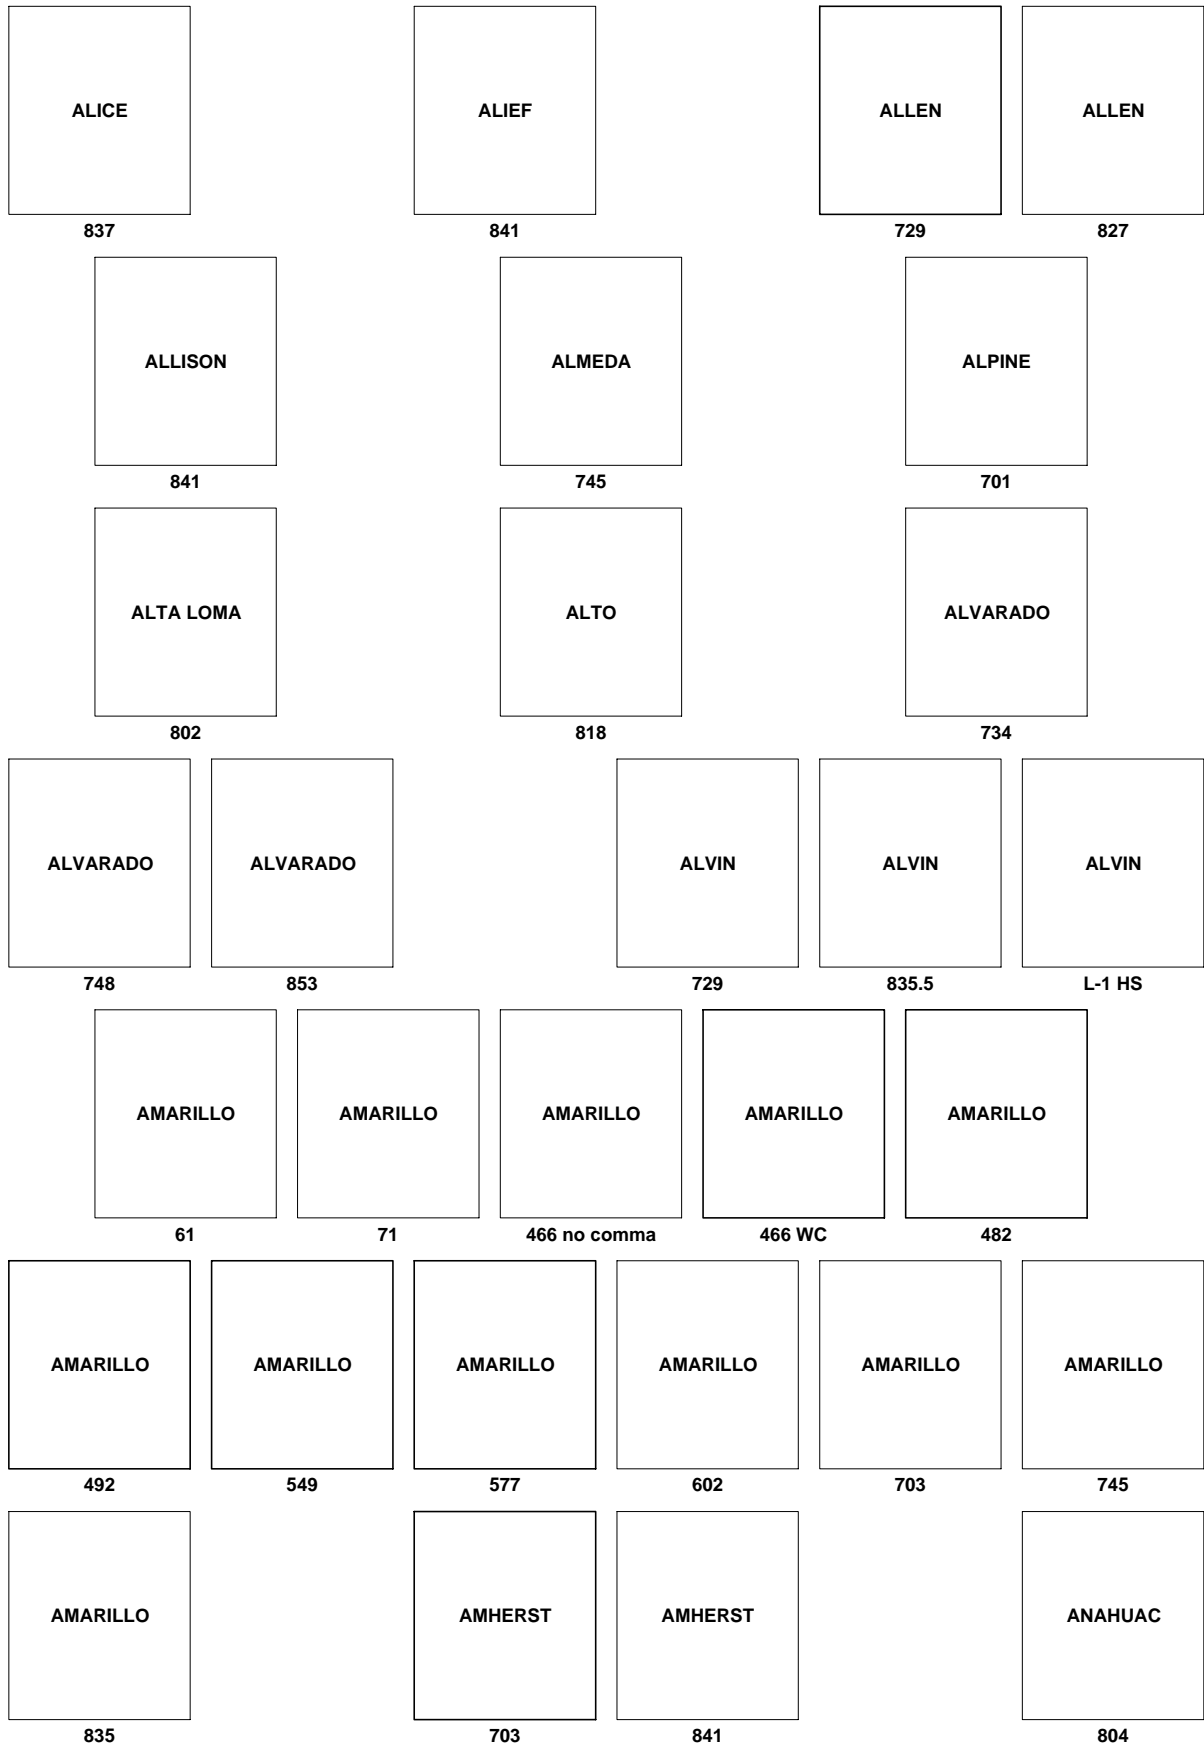 ALICE ALIEF ALLEN ALLEN
837 841 729 827
ALLISON ALMEDA ALPINE
841 745 701
ALTA LOMA ALTO ALVARADO
802 818 734
ALVARADO ALVARADO ALVIN ALVIN ALVIN
748 853 729 835.5 L-1 HS
AMARILLO AMARILLO AMARILLO AMARILLO AMARILLO
61 71 466 no comma 466 WC 482
AMARILLO AMARILLO AMARILLO AMARILLO AMARILLO AMARILLO
492 549 577 602 703 745
AMARILLO AMHERST AMHERST ANAHUAC
835 703 841 804